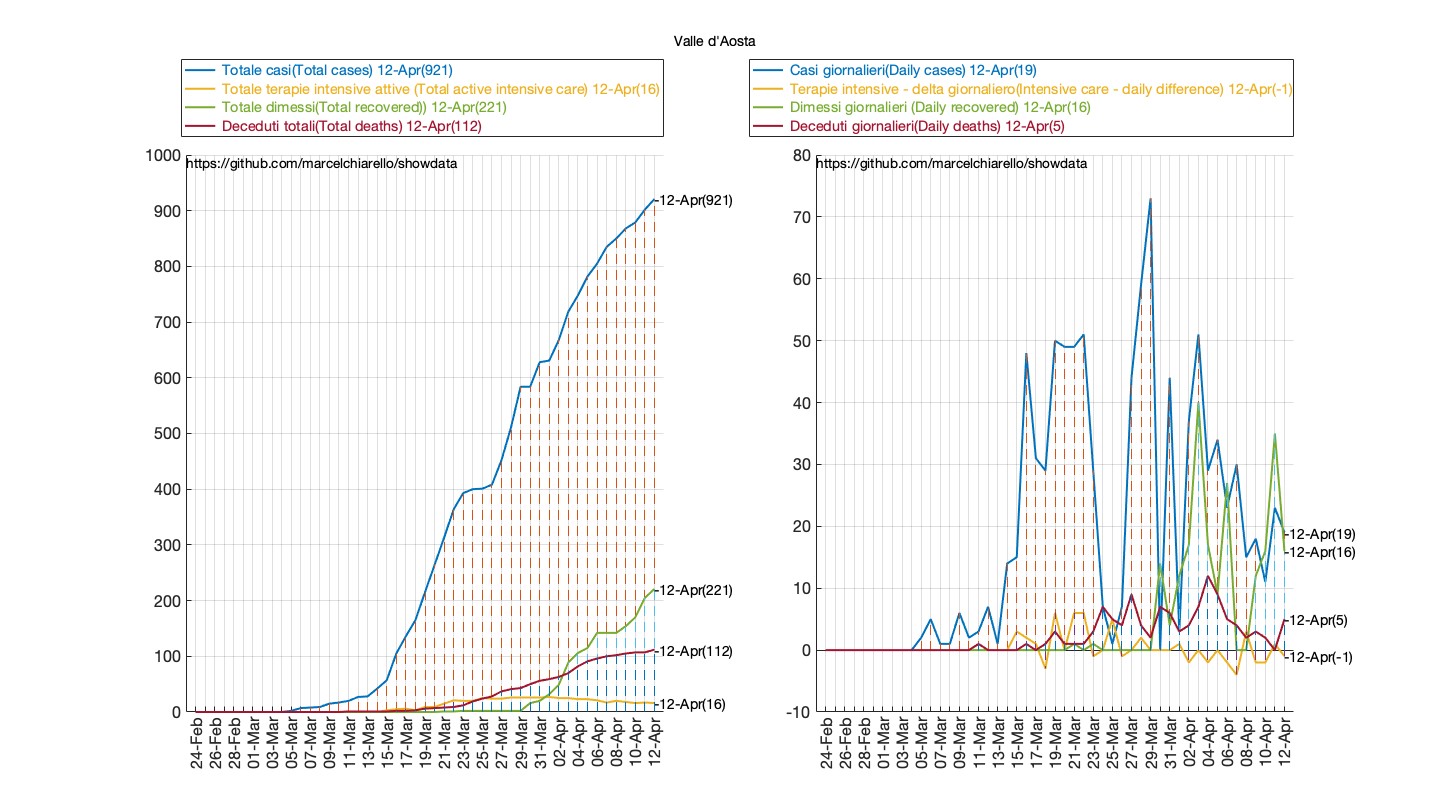 Valle d'Aosta
Totale casi(Total cases) 12-Apr(921)
Totale terapie intensive attive (Total active intensive care) 12-Apr(16)
Totale dimessi(Total recovered)) 12-Apr(221)
Deceduti totali(Total deaths) 12-Apr(112)
https://github.com/marcelchiarello/showdata
1000
900
800
700
600
500
400
300
200
100
0
12-Apr(921)
12-Apr(221)
12-Apr(112)
12-Apr(16)
24-Feb
26-Feb
28-Feb
01-Mar
03-Mar
05-Mar
07-Mar
09-Mar
11-Mar
13-Mar
15-Mar
17-Mar
19-Mar
21-Mar
23-Mar
25-Mar
27-Mar
29-Mar
31-Mar
02-Apr
04-Apr
06-Apr
08-Apr
10-Apr
12-Apr
Casi giornalieri(Daily cases) 12-Apr(19)
Terapie intensive - delta giornaliero(Intensive care - daily difference) 12-Apr(-1)
Dimessi giornalieri (Daily recovered) 12-Apr(16)
Deceduti giornalieri(Daily deaths) 12-Apr(5)
https://github.com/marcelchiarello/showdata
80
70
60
50
40
30
20
10
0
-10
12-Apr(19)
12-Apr(16)
12-Apr(5)
12-Apr(-1)
24-Feb
26-Feb
28-Feb
01-Mar
03-Mar
05-Mar
07-Mar
09-Mar
11-Mar
13-Mar
15-Mar
17-Mar
19-Mar
21-Mar
23-Mar
25-Mar
27-Mar
29-Mar
31-Mar
02-Apr
04-Apr
06-Apr
08-Apr
10-Apr
12-Apr